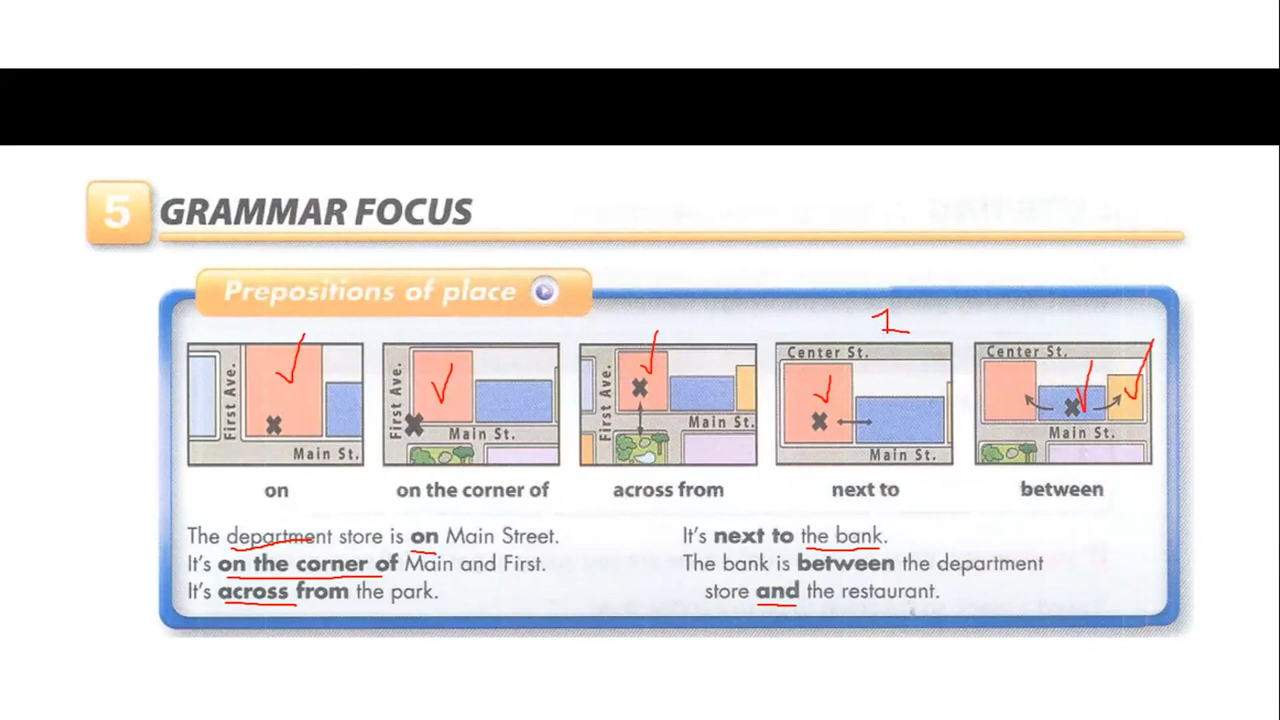 5 GRAMMAR FOCUS
Prepositions of place
First Ave.
Main St.
First Ave.
Main St.
First Ave.
Main St.
Center St.
Main St.
Center St.
Main St.
1
on
on the corner of
across from
next to
between
The department store is on Main Street.
It's on the corner of Main and First.
It's across from the park.
It's next to the bank.
The bank is between the department
store and the restaurant.